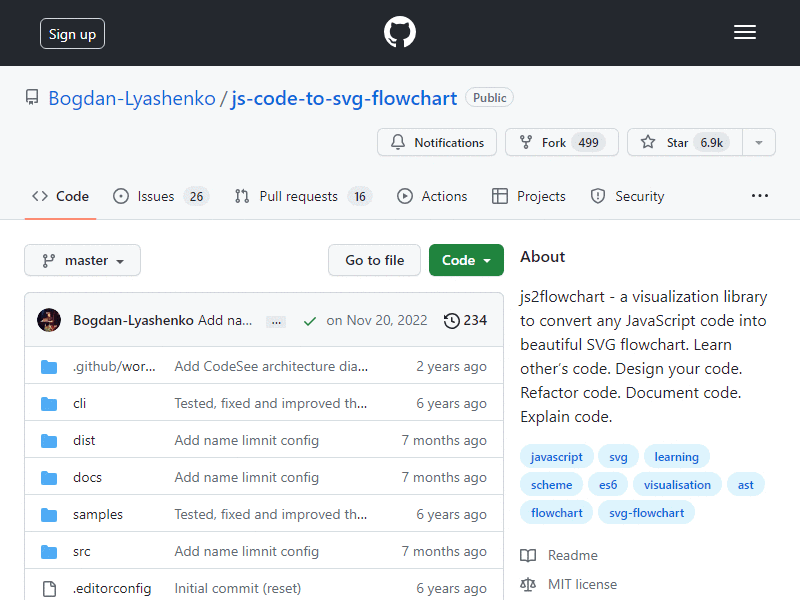 Sign up
Bogdan-Lyashenko / js-code-to-svg-flowchart Public
Notifications Fork 499 Star 6.9k
Code Issues 26 Pull requests 16 Actions Projects Security ...
master Go to file Code
Bogdan-Lyashenko Add na... ... on Nov 20, 2022 234
.github/wor... Add CodeSee architecture dia... 2 years ago
cli Tested, fixed and improved th... 6 years ago
dist Add name limnit config 7 months ago
docs Add name limnit config 7 months ago
samples Tested, fixed and improved th... 6 years ago
src Add name limnit config 7 months ago
.editorconfig Initial commit (reset) 6 years ago
About
js2flowchart - a visualization library
to convert any JavaScript code into
beautiful SVG flowchart. Learn
other's code. Design your code.
Refactor code. Document code.
Explain code.
javascript svg learning
scheme es6 visualisation ast
flowchart svg-flowchart
Readme
MIT license